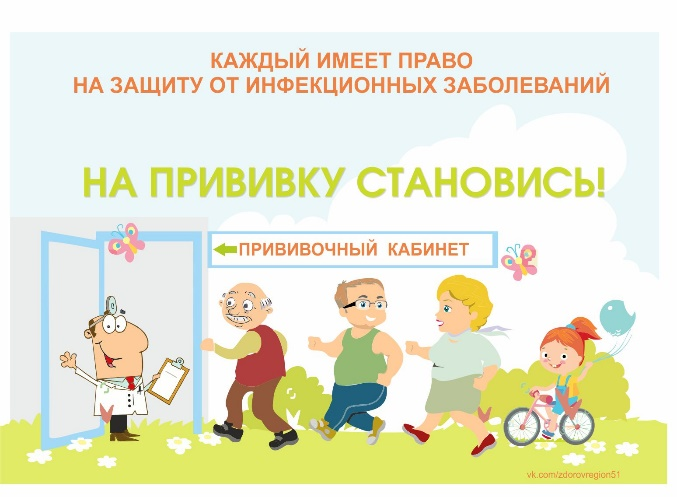 КАЖДЫЙ ИМЕЕТ ПРАВО
НА ЗАЩИТУ ОТ ИНФЕКЦИОННЫХ ЗАБОЛЕВАНИЙ
НА ПРИВИВКУ СТАНОВИСЬ!
ПРИВИВОЧНЫЙ КАБИНЕТ
vk.com/zdorovregion51